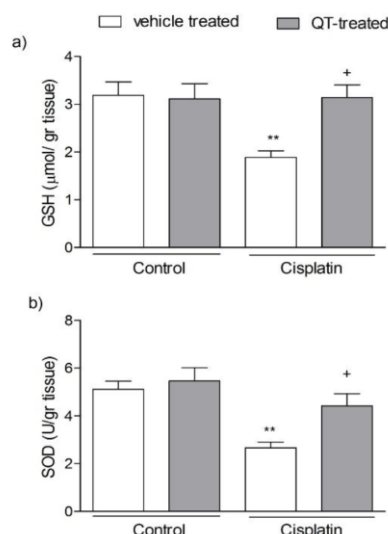 vehicle treated QT-treated
a)
GSH (μmol/ gr tissue)
4
3
2
1
0
**
+
Control Cisplatin
b)
SOD (U/gr tissue)
8
6
4
2
0
**
+
Control Cisplatin